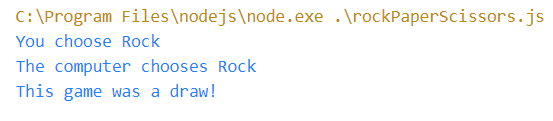 C:\Program Files\nodejs\node.exe .\rockPaperScissors.js
You choose Rock
The computer chooses Rock
This game was a draw!